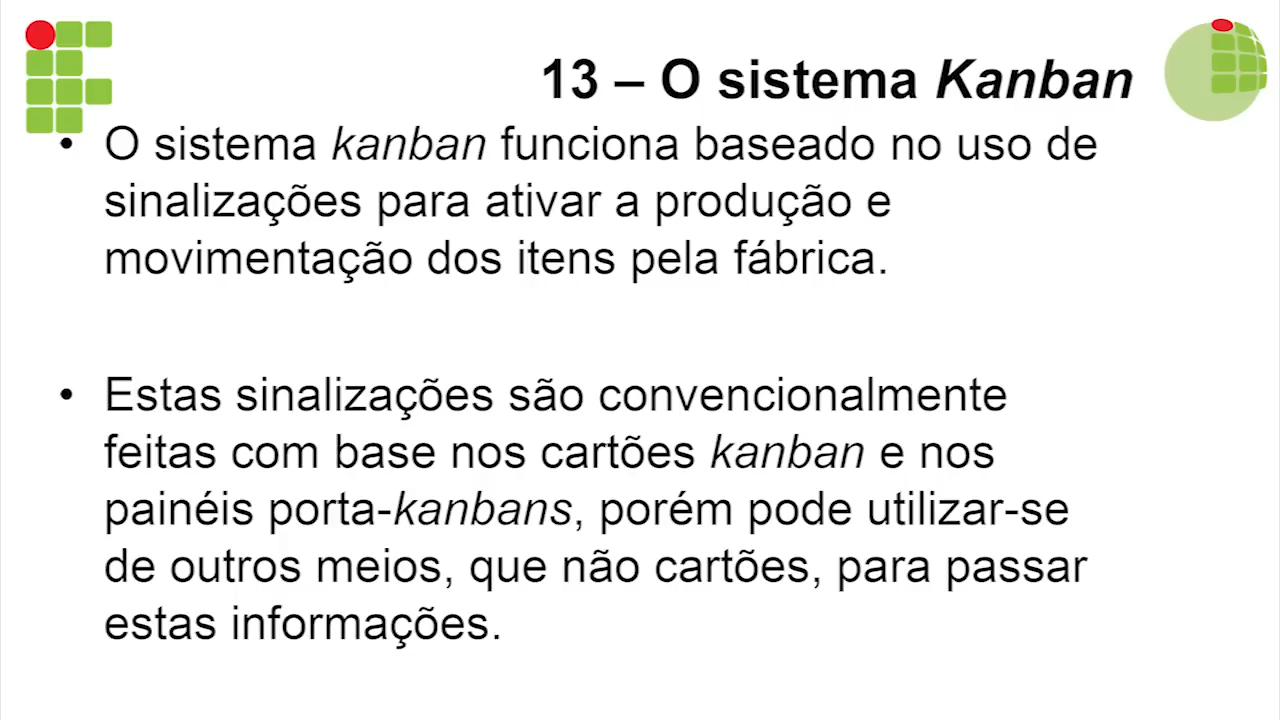 13 – O sistema Kanban
• O sistema kanban funciona baseado no uso de
sinalizações para ativar a produção e
movimentação dos itens pela fábrica.
• Estas sinalizações são convencionalmente
feitas com base nos cartões kanban e nos
painéis porta-kanbans, porém pode utilizar-se
de outros meios, que não cartões, para passar
estas informações.